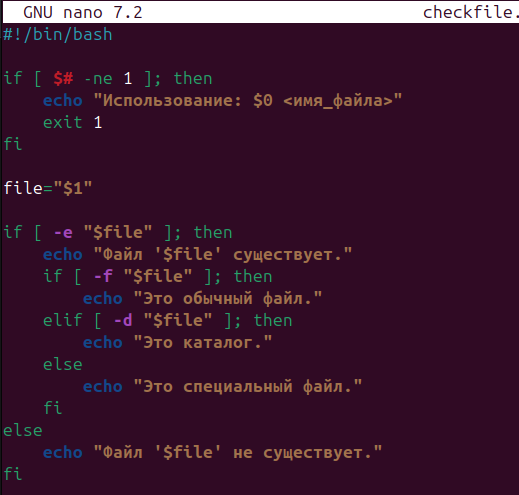 GNU nano 7.2 checkfile.
#!/bin/bash

if [ $# -ne 1 ]; then
    echo "Использование: $0 <имя_файла>"
    exit 1
fi

file="$1"

if [ -e "$file" ]; then
    echo "Файл '$file' существует."
    if [ -f "$file" ]; then
        echo "Это обычный файл."
    elif [ -d "$file" ]; then
        echo "Это каталог."
    else
        echo "Это специальный файл."
    fi
else
    echo "Файл '$file' не существует."
fi